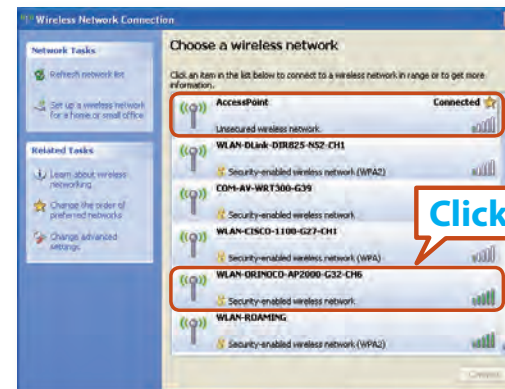 Wireless Network Connection
Network Tasks
Refresh network list
Set up a wireless network
for a home or small office
Related Tasks
Learn about wireless
networking
Change the order of
preferred networks
Change advanced
settings
Choose a wireless network
Click an item in the list below to connect to a wireless network in range or to get more
information.
AccessPoint
Connected
Unsecured wireless network
WLAN-DLink-DIR825-N52-CH1
Security-enabled wireless network (WPA2)
COM-AV-WRT300-G39
Security-enabled wireless network
WLAN-CISCO-1100-G27-CH1
Security-enabled wireless network (WPA)
Click
WLAN-ORINOCO-AP2000-G32-CH6
Security-enabled wireless network
WLAN-ROAMING
Security-enabled wireless network (WPA2)
Connect